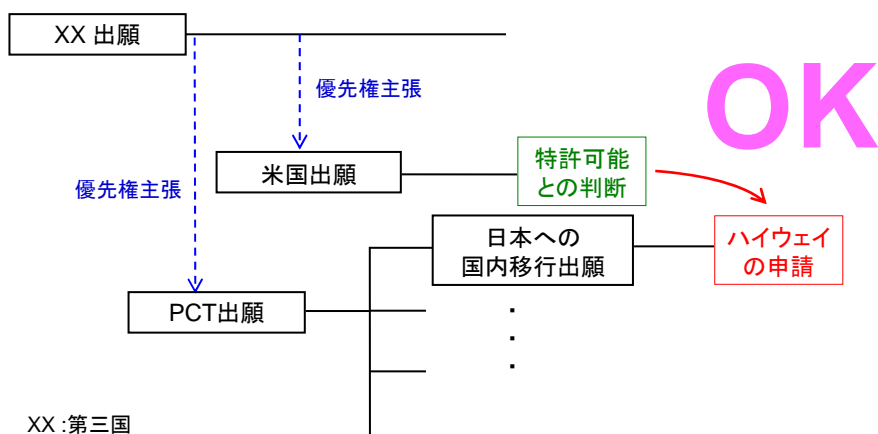 XX 出願
OK
優先権主張
優先権主張
米国出願
特許可能
との判断
日本への
国内移行出願
ハイウェイ
の申請
PCT出願
XX :第三国